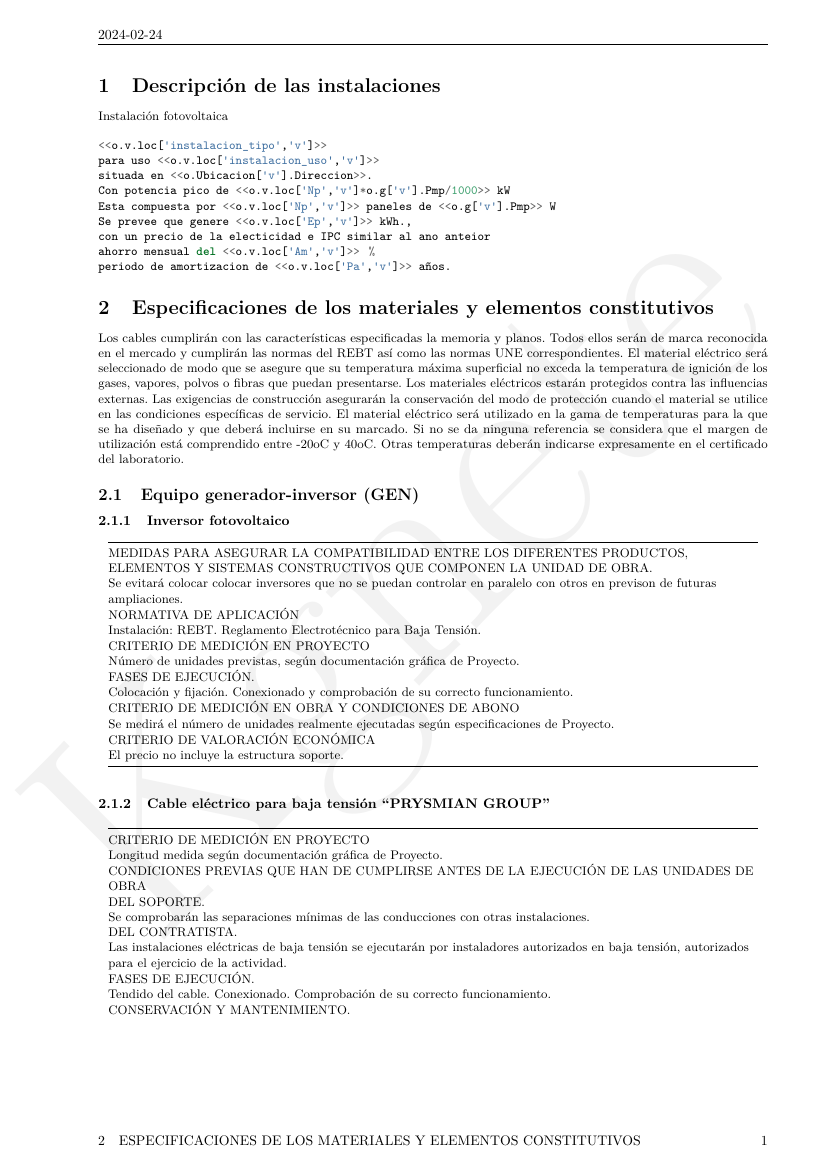 2024-02-24
1 Descripción de las instalaciones
Instalación fotovoltaica
<<o.v.loc['instalacion_tipo','v']>>
para uso <<o.v.loc['instalacion_uso','v']>>
situada en <<o.Ubicacion['v'].Direccion>>.
Con potencia pico de <<o.v.loc['Np','v']*o.g['v'].Pmp/1000>> kW
Esta compuesta por <<o.v.loc['Np','v']>> paneles de <<o.g['v'].Pmp>> W
Se prevee que genere <<o.v.loc['Ep','v']>> kWh.,
con un precio de la electicidad e IPC similar al ano anteior
ahorro mensual del <<o.v.loc['Am','v']>> %
periodo de amortizacion de <<o.v.loc['Pa','v']>> años.
2 Especificaciones de los materiales y elementos constitutivos
Los cables cumplirán con las características especificadas la memoria y planos. Todos ellos serán de marca reconocida
en el mercado y cumplirán las normas del REBT así como las normas UNE correspondientes. El material eléctrico será
seleccionado de modo que se asegure que su temperatura máxima superficial no exceda la temperatura de ignición de los
gases, vapores, polvos o fibras que puedan presentarse. Los materiales eléctricos estarán protegidos contra las influencias
externas. Las exigencias de construcción asegurarán la conservación del modo de protección cuando el material se utilice
en las condiciones específicas de servicio. El material eléctrico será utilizado en la gama de temperaturas para la que
se ha diseñado y que deberá incluirse en su marcado. Si no se da ninguna referencia se considera que el margen de
utilización está comprendido entre -20oC y 40oC. Otras temperaturas deberán indicarse expresamente en el certificado
del laboratorio.
2.1 Equipo generador-inversor (GEN)
2.1.1 Inversor fotovoltaico
MEDIDAS PARA ASEGURAR LA COMPATIBILIDAD ENTRE LOS DIFERENTES PRODUCTOS,
ELEMENTOS Y SISTEMAS CONSTRUCTIVOS QUE COMPONEN LA UNIDAD DE OBRA.
Se evitará colocar colocar inversores que no se puedan controlar en paralelo con otros en previson de futuras
ampliaciones.
NORMATIVA DE APLICACIÓN
Instalación: REBT. Reglamento Electrotécnico para Baja Tensión.
CRITERIO DE MEDICIÓN EN PROYECTO
Número de unidades previstas, según documentación gráfica de Proyecto.
FASES DE EJECUCIÓN.
Colocación y fijación. Conexionado y comprobación de su correcto funcionamiento.
CRITERIO DE MEDICIÓN EN OBRA Y CONDICIONES DE ABONO
Se medirá el número de unidades realmente ejecutadas según especificaciones de Proyecto.
CRITERIO DE VALORACIÓN ECONÓMICA
El precio no incluye la estructura soporte.
2.1.2 Cable eléctrico para baja tensión “PRYSMIAN GROUP”
CRITERIO DE MEDICIÓN EN PROYECTO
Longitud medida según documentación gráfica de Proyecto.
CONDICIONES PREVIAS QUE HAN DE CUMPLIRSE ANTES DE LA EJECUCIÓN DE LAS UNIDADES DE
OBRA
DEL SOPORTE.
Se comprobarán las separaciones mínimas de las conducciones con otras instalaciones.
DEL CONTRATISTA.
Las instalaciones eléctricas de baja tensión se ejecutarán por instaladores autorizados en baja tensión, autorizados
para el ejercicio de la actividad.
FASES DE EJECUCIÓN.
Tendido del cable. Conexionado. Comprobación de su correcto funcionamiento.
CONSERVACIÓN Y MANTENIMIENTO.
2 ESPECIFICACIONES DE LOS MATERIALES Y ELEMENTOS CONSTITUTIVOS 1
Kgnete